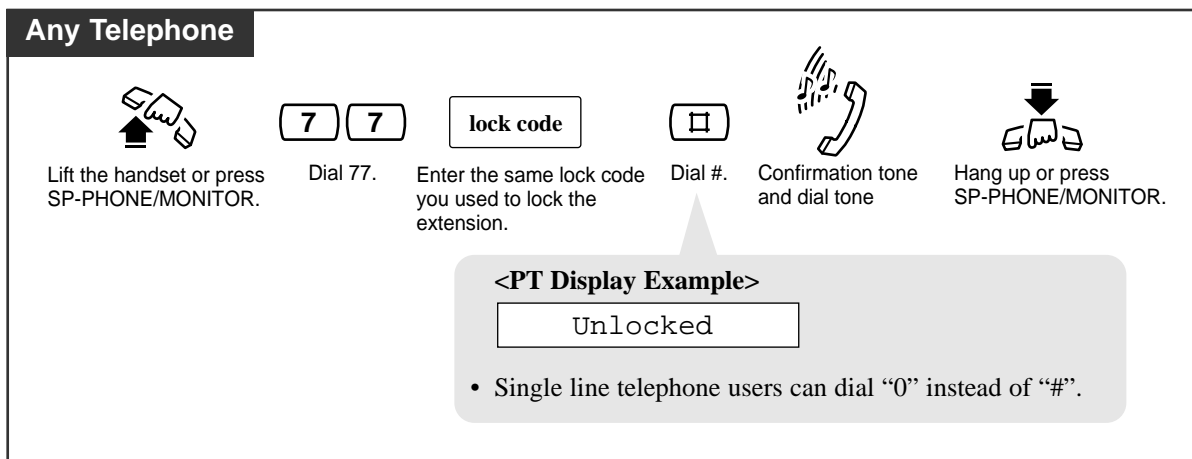 Any Telephone
7 7
lock code
#
Lift the handset or press
SP-PHONE/MONITOR.
Dial 77.
Enter the same lock code
you used to lock the
extension.
Dial #.
Confirmation tone
and dial tone
Hang up or press
SP-PHONE/MONITOR.
<PT Display Example>
Unlocked
• Single line telephone users can dial “0” instead of “#”.